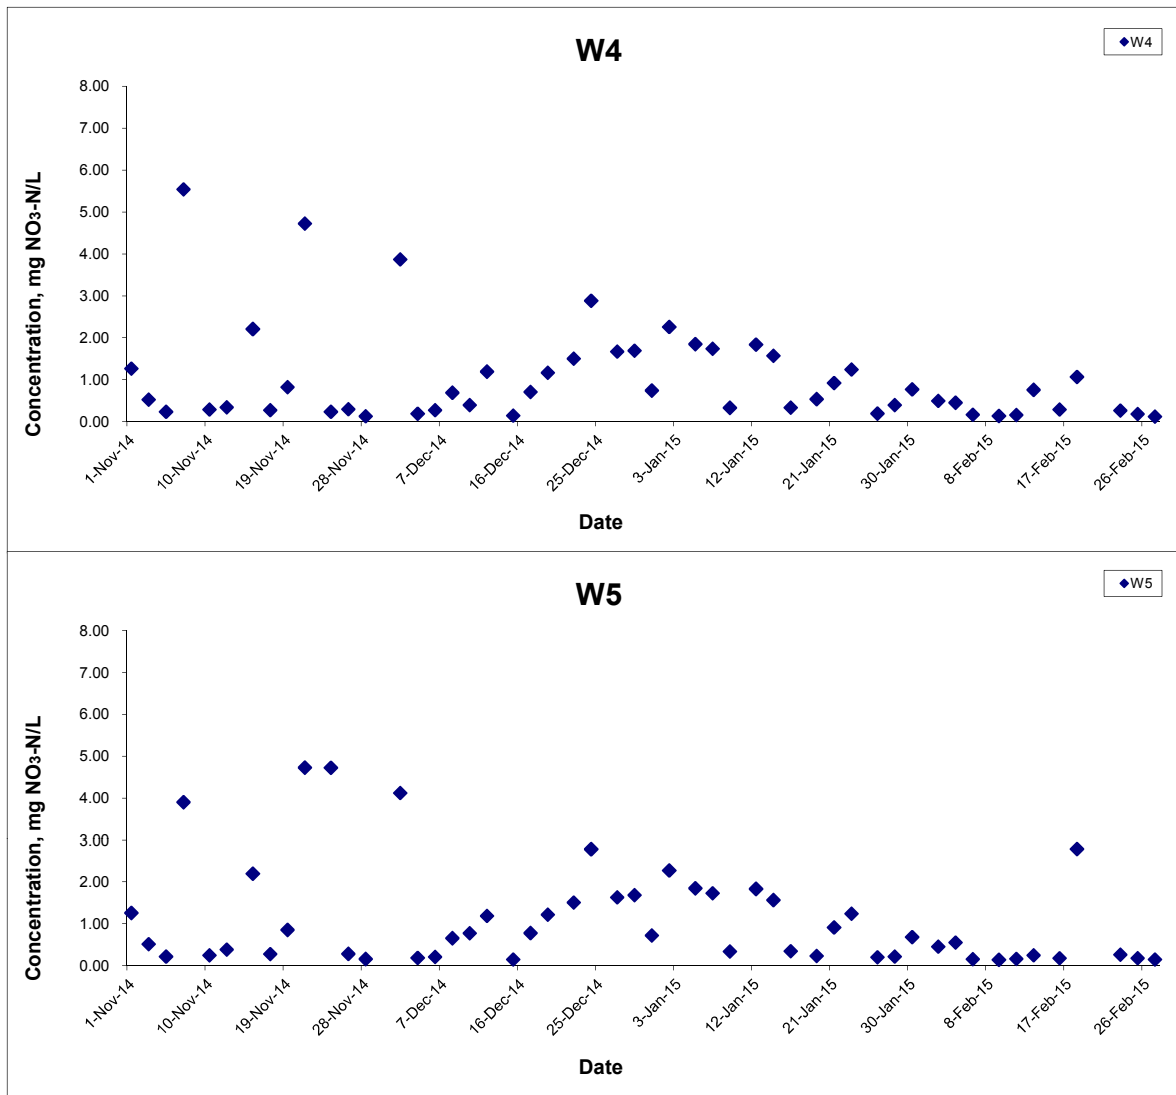 W4
W4
8.00
7.00
6.00
5.00
4.00
3.00
2.00
1.00
0.00
Concentration, mg NO3-N/L
1-Nov-14
10-Nov-14
19-Nov-14
28-Nov-14
7-Dec-14
16-Dec-14
25-Dec-14
3-Jan-15
12-Jan-15
21-Jan-15
30-Jan-15
8-Feb-15
17-Feb-15
26-Feb-15
Date
W5
W5
8.00
7.00
6.00
5.00
4.00
3.00
2.00
1.00
0.00
Concentration, mg NO3-N/L
1-Nov-14
10-Nov-14
19-Nov-14
28-Nov-14
7-Dec-14
16-Dec-14
25-Dec-14
3-Jan-15
12-Jan-15
21-Jan-15
30-Jan-15
8-Feb-15
17-Feb-15
26-Feb-15
Date